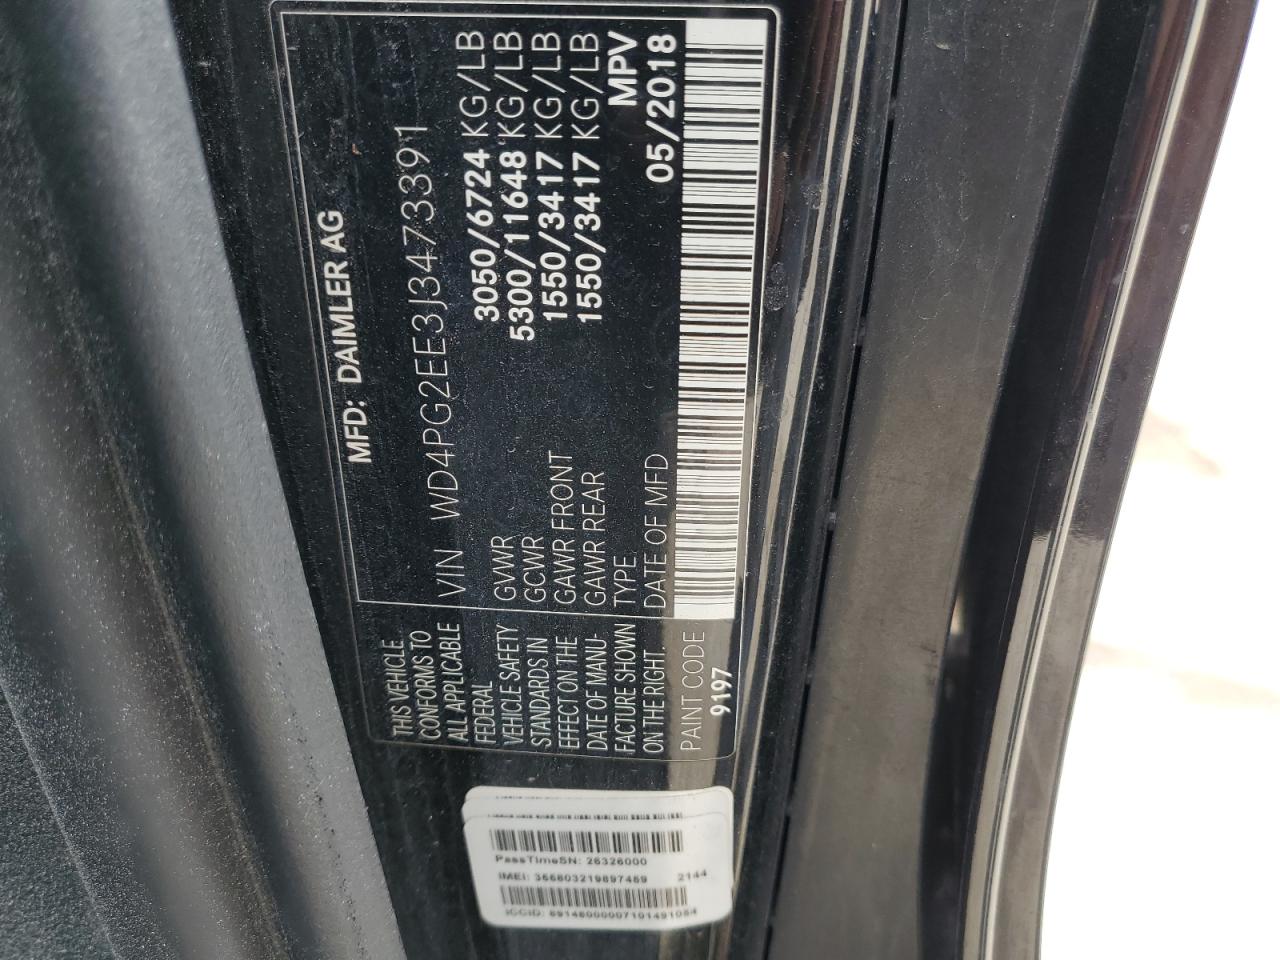 MFD: DAIMLER AG
VIN WD4PG2EE3J3473391
GVWR 3050/6724 KG/LB
GCWR 5300/11648 KG/LB
GAWR FRONT 1550/3417 KG/LB
GAWR REAR 1550/3417 KG/LB
TYPE MPV
DATE OF MFD 05/2018
THIS VEHICLE
CONFORMS TO
ALL APPLICABLE
FEDERAL
VEHICLE SAFETY
STANDARDS IN
EFFECT ON THE
DATE OF MANU-
FACTURE SHOWN
ON THE RIGHT.
PAINT CODE
9197
PassTimeSN: 26326000
IMEI: 356803219897469 2144
ICCID: 89148000007101491084